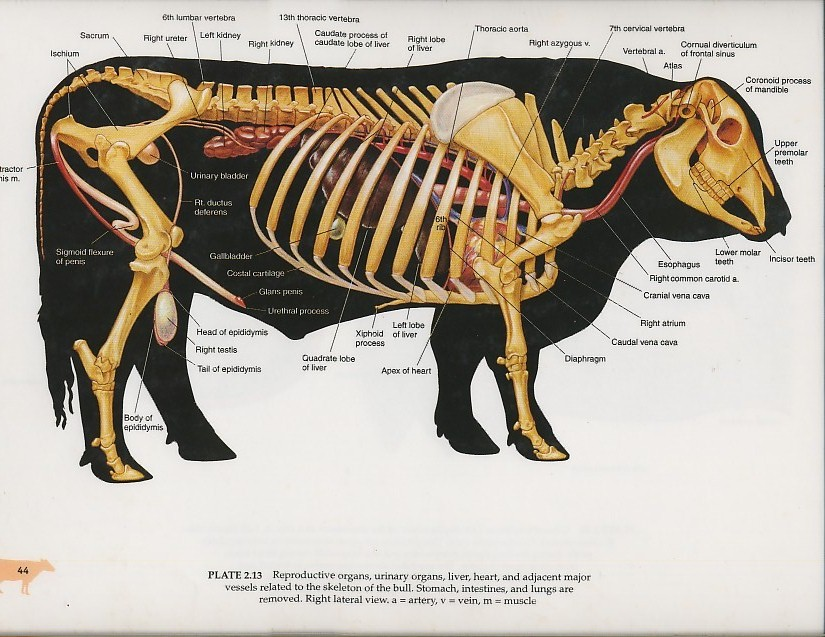 6th lumbar vertebra
13th thoracic vertebra
Sacrum
Right ureter
Left kidney
Right kidney
Caudate process of
caudate lobe of liver
Right lobe
of liver
Thoracic aorta
Right azygous v.
7th cervical vertebra
Vertebral a.
Cornual diverticulum
of frontal sinus
Atlas
Ischium
Coronoid process
of mandible
Upper
premolar
teeth
tractor
nis m.
Urinary bladder
Rt. ductus
deferens
6th
rib
Sigmoid flexure
of penis
Gallbladder
Costal cartilage
Glans penis
Urethral process
Lower molar
teeth
Incisor teeth
Esophagus
Right common carotid a.
Cranial vena cava
Right atrium
Caudal vena cava
Diaphragm
Head of epididymis
Right testis
Tail of epididymis
Xiphoid
process
Left lobe
of liver
Quadrate lobe
of liver
Apex of heart
Body of
epididymis
44
PLATE 2.13 Reproductive organs, urinary organs, liver, heart, and adjacent major
vessels related to the skeleton of the bull. Stomach, intestines, and lungs are
removed. Right lateral view. a = artery, v = vein, m = muscle